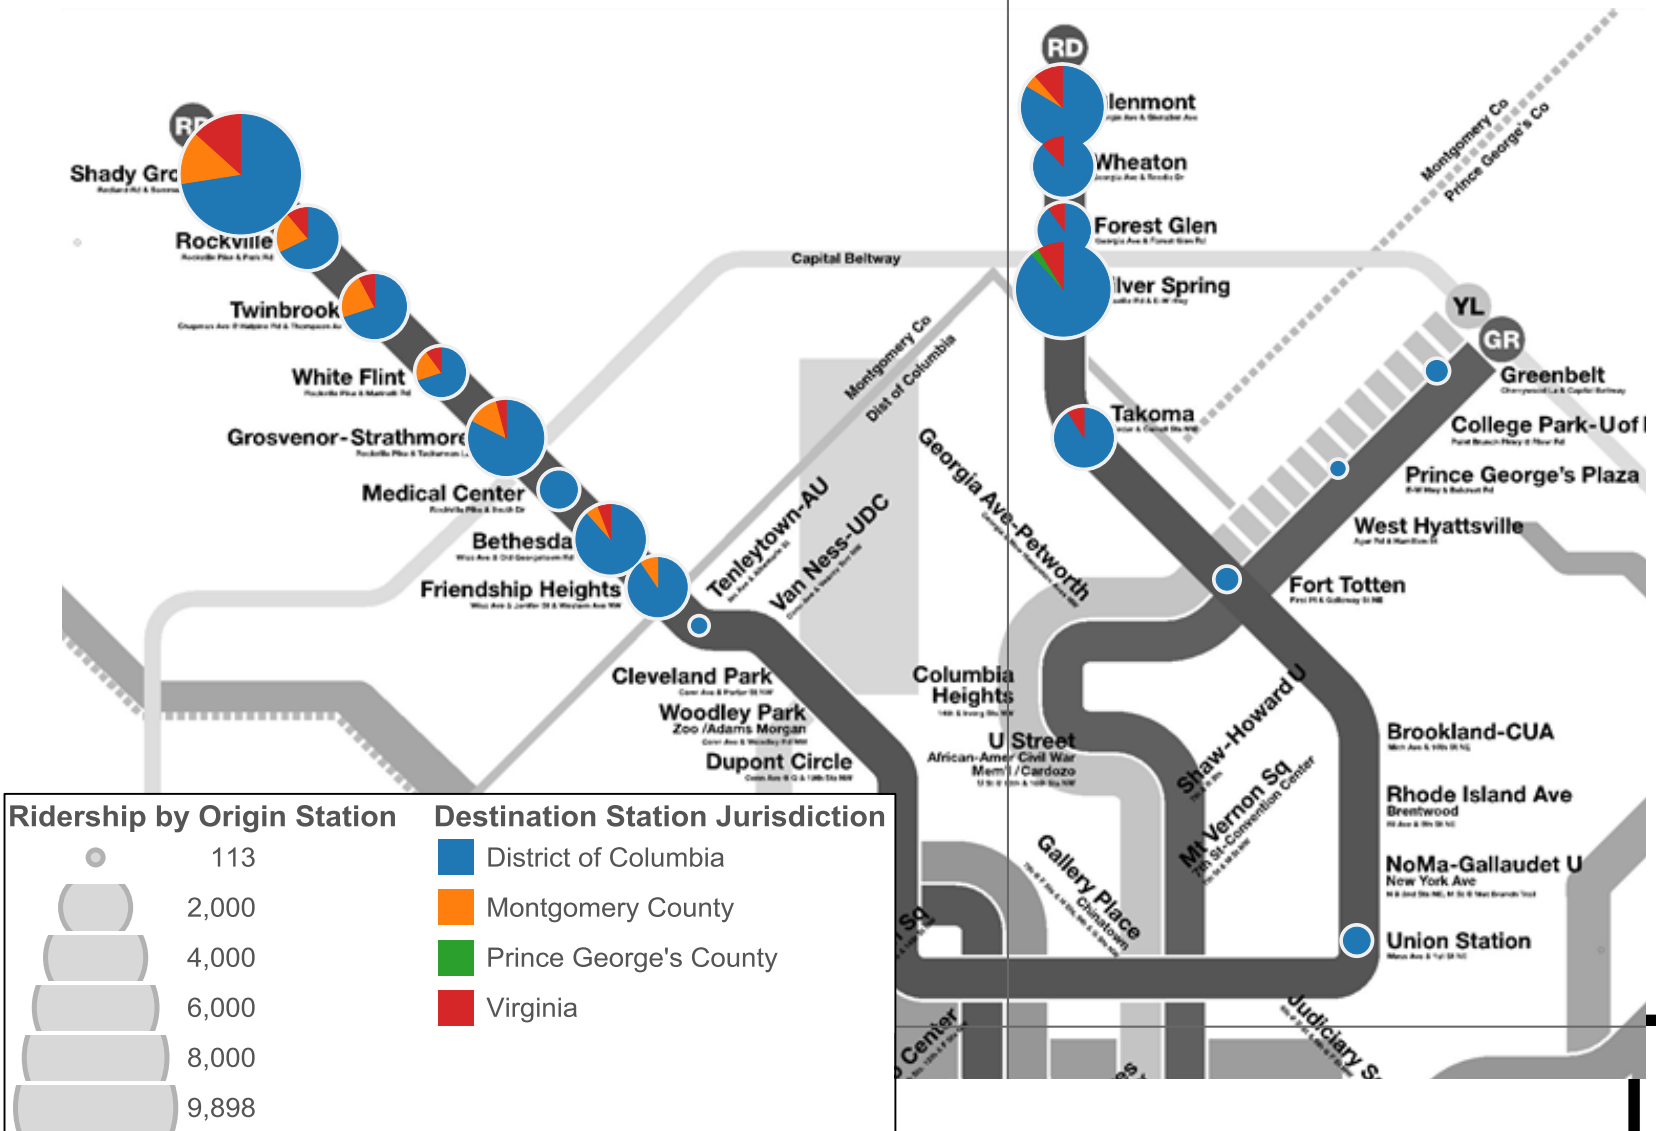 RD
RD
Shady Gro
Rockville
Twinbrook
White Flint
Grosvenor-Strathmore
Medical Center
Bethesda
Friendship Heights
Tenleytown-AU
Van Ness-UDC
Cleveland Park
Woodley Park
Zoo /Adams Morgan
Dupont Circle
Capital Beltway
Montgomery Co
Dist of Columbia
Montgomery Co
Prince George's Co
lenmont
Wheaton
Forest Glen
ilver Spring
Takoma
YL
GR
Greenbelt
College Park-U of
Prince George's Plaza
West Hyattsville
Fort Totten
Georgia Ave-Petworth
Columbia
Heights
U Street
African-Amer Civil War
Mem'l /Cardozo
Shaw-Howard U
Mt Vernon Sq
7th St-Convention Center
Gallery Place
Chinatown
Brookland-CUA
Rhode Island Ave
Brentwood
NoMa-Gallaudet U
New York Ave
Union Station
Judiciary S
Sq
Center
es
Ridership by Origin Station
113
2,000
4,000
6,000
8,000
9,898
Destination Station Jurisdiction
District of Columbia
Montgomery County
Prince George's County
Virginia